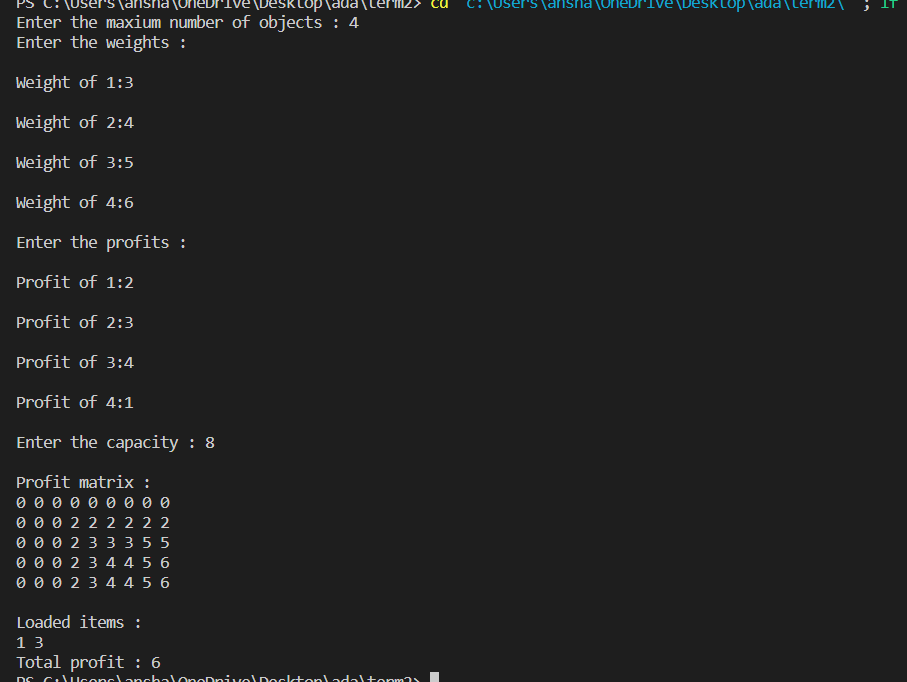 PS C:\Users\ansha\OneDrive\Desktop\ada\term2> cd "c:\Users\ansha\OneDrive\Desktop\ada\term2\" ; if
Enter the maxium number of objects : 4
Enter the weights :
Weight of 1:3
Weight of 2:4
Weight of 3:5
Weight of 4:6
Enter the profits :
Profit of 1:2
Profit of 2:3
Profit of 3:4
Profit of 4:1
Enter the capacity : 8
Profit matrix :
0 0 0 0 0 0 0 0 0
0 0 0 2 2 2 2 2 2
0 0 0 2 3 3 3 5 5
0 0 0 2 3 4 4 5 6
0 0 0 2 3 4 4 5 6
Loaded items :
1 3
Total profit : 6
PS C:\Users\ansha\OneDrive\Desktop\ada\term2>